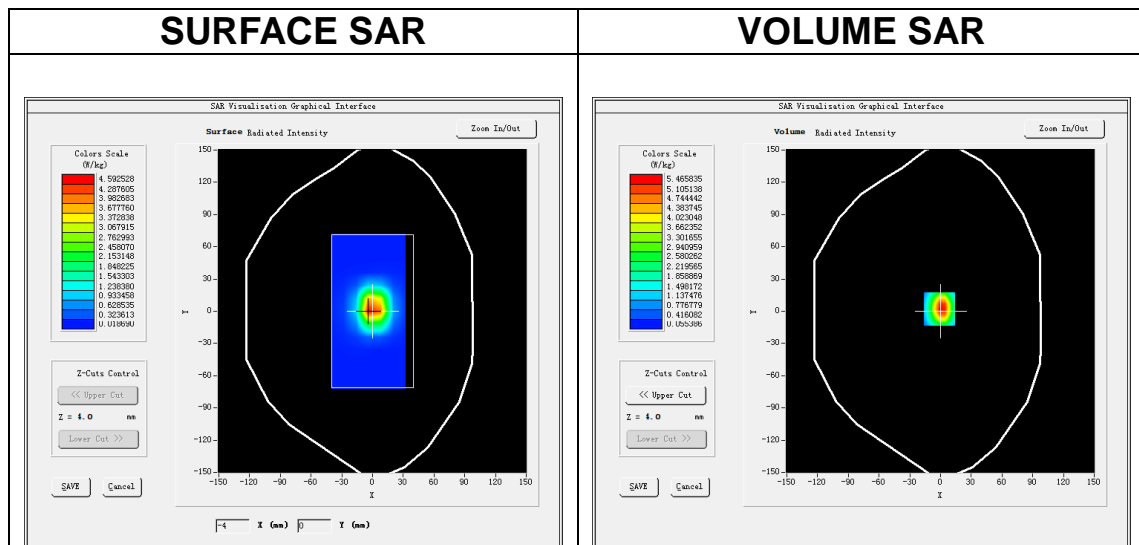 SURFACE SAR
VOLUME SAR
SAR Visualisation Graphical Interface
Surface Radiated Intensity
Zoom In/Out
Colors Scale
(W/kg)
4.592528
4.287605
3.982683
3.677760
3.372838
3.067915
2.762993
2.458070
2.153148
1.848225
1.543303
1.238380
0.933458
0.628535
0.323613
0.018690
Z-Cuts Control
<< Upper Cut
Z = 4.0 mm
Lower Cut >>
SAVE
Cancel
150
120
90
60
30
0
-30
-60
-90
-120
-150
Y
-150 -120 -90 -60 -30 0 30 60 90 120 150
X
-4 X (mm) 0 Y (mm)
SAR Visualisation Graphical Interface
Volume Radiated Intensity
Zoom In/Out
Colors Scale
(W/kg)
5.465835
5.105138
4.744442
4.383745
4.023048
3.662352
3.301655
2.940959
2.580262
2.219565
1.858869
1.498172
1.137476
0.776779
0.416082
0.055386
Z-Cuts Control
<< Upper Cut
Z = 4.0 mm
Lower Cut >>
SAVE
Cancel
150
120
90
60
30
0
-30
-60
-90
-120
-150
Y
-150 -120 -90 -60 -30 0 30 60 90 120 150
X